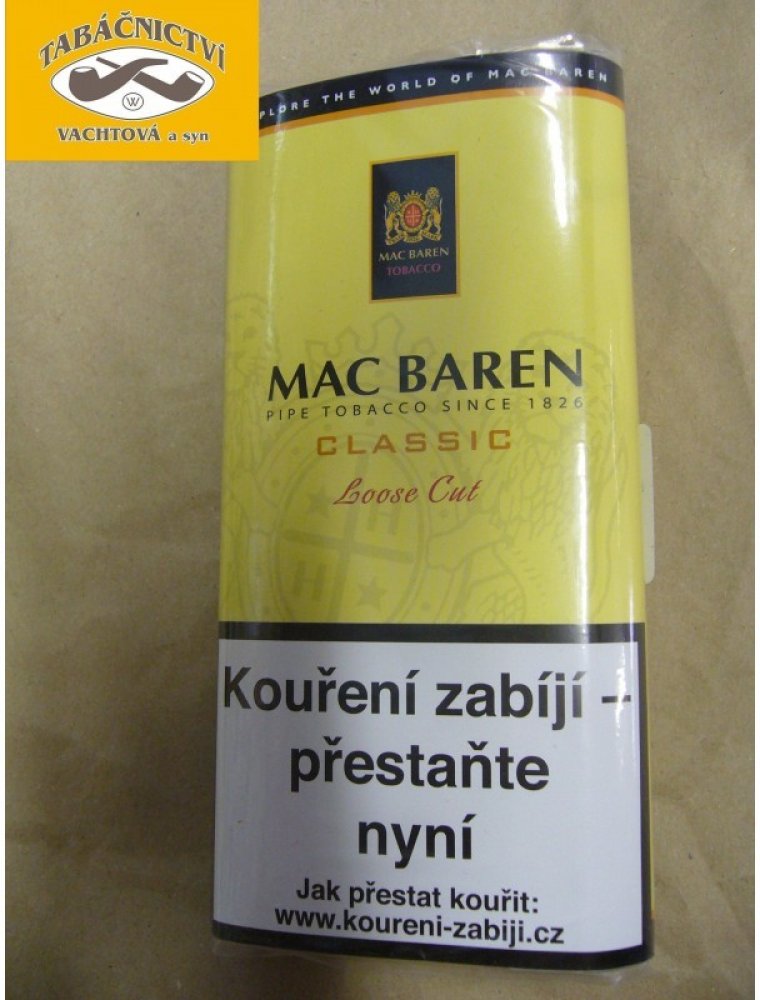 TABÁČNICTVí
W
VACHTOVÁ a syn
PLORE THE WORLD OF MAC BAREN
MAC BAREN
TOBACCO
MAC BAREN
PIPE TOBACCO SINCE 1826
CLASSIC
Loose Cut
H
H
Kouření zabíjí –
přestaňte
nyní
Jak přestat kouřit:
www.koureni-zabiji.cz